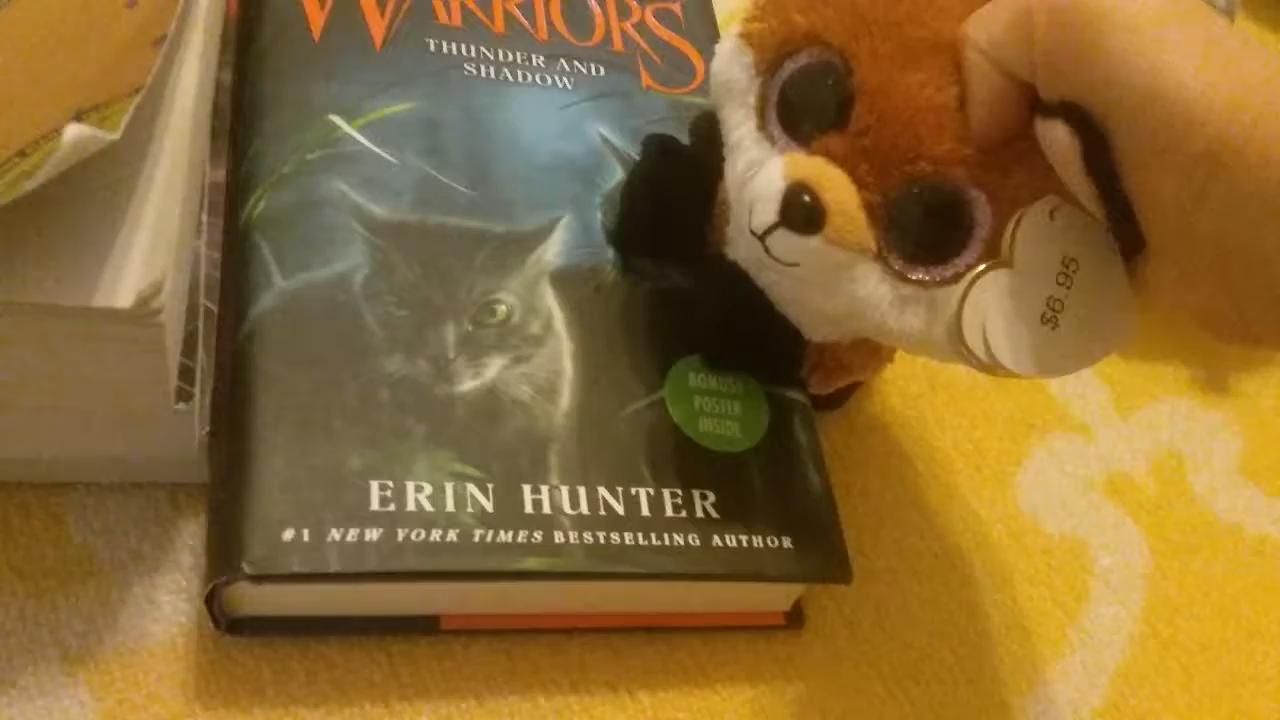 WARRIORS
THUNDER AND
SHADOW
$6.95
BONUS
POSTER
INSIDE
ERIN HUNTER
#1 NEW YORK TIMES BESTSELLING AUTHOR